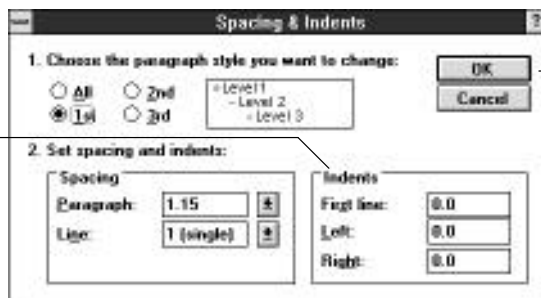 Spacing & Indents ?
1. Choose the paragraph style you want to change:
All 2nd
1st 3rd
Level 1
- Level 2
Level 3
OK
Cancel
2. Set spacing and indents:
Spacing
Paragraph: 1.15
Line: 1 (single)
Indents
First line: 0.0
Left: 0.0
Right: 0.0